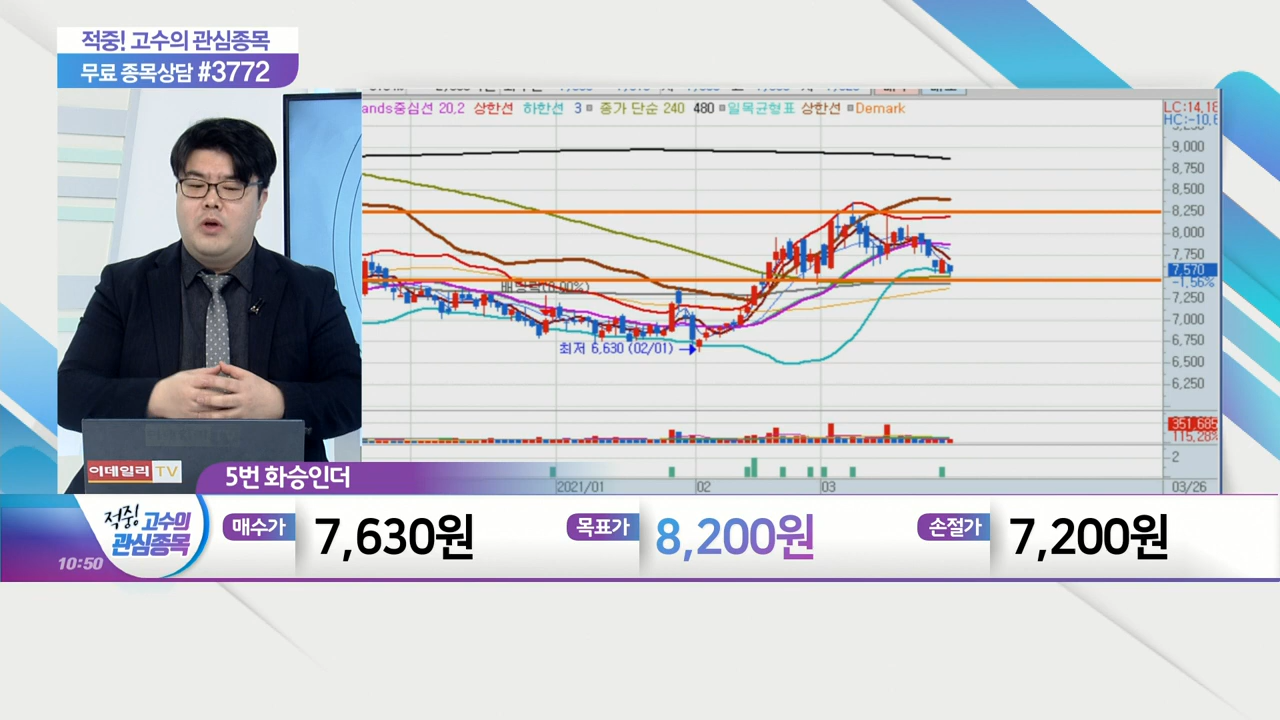 적중! 고수의 관심종목
무료 종목상담 #3772
ands중심선 20,2 상한선 하한선 3 종가 단순 240 480 일목균형표 상한선 Demark
LC:14,18
HC:-10,6
9,000
8,750
8,500
8,250
8,000
7,750
7,570
-1,56%
7,250
7,000
6,750
6,500
6,250
최저 6,630 (02/01)
351,685
115,28%
2
2021/01
02
03
03/26
이데일리 TV
5번 화승인더
적중! 고수의
관심종목
10:50
매수가 7,630원
목표가 8,200원
손절가 7,200원